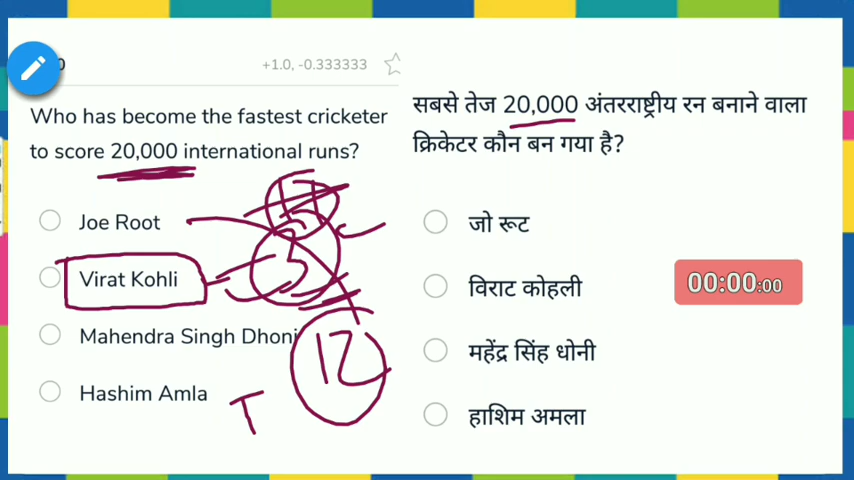 0
+1.0, -0.333333
Who has become the fastest cricketer
to score 20,000 international runs?
Joe Root
Virat Kohli
Mahendra Singh Dhoni
Hashim Amla
3
12
T
सबसे तेज 20,000 अंतरराष्ट्रीय रन बनाने वाला
क्रिकेटर कौन बन गया है?
जो रूट
विराट कोहली
महेंद्र सिंह धोनी
हाशिम अमला
00:00:00